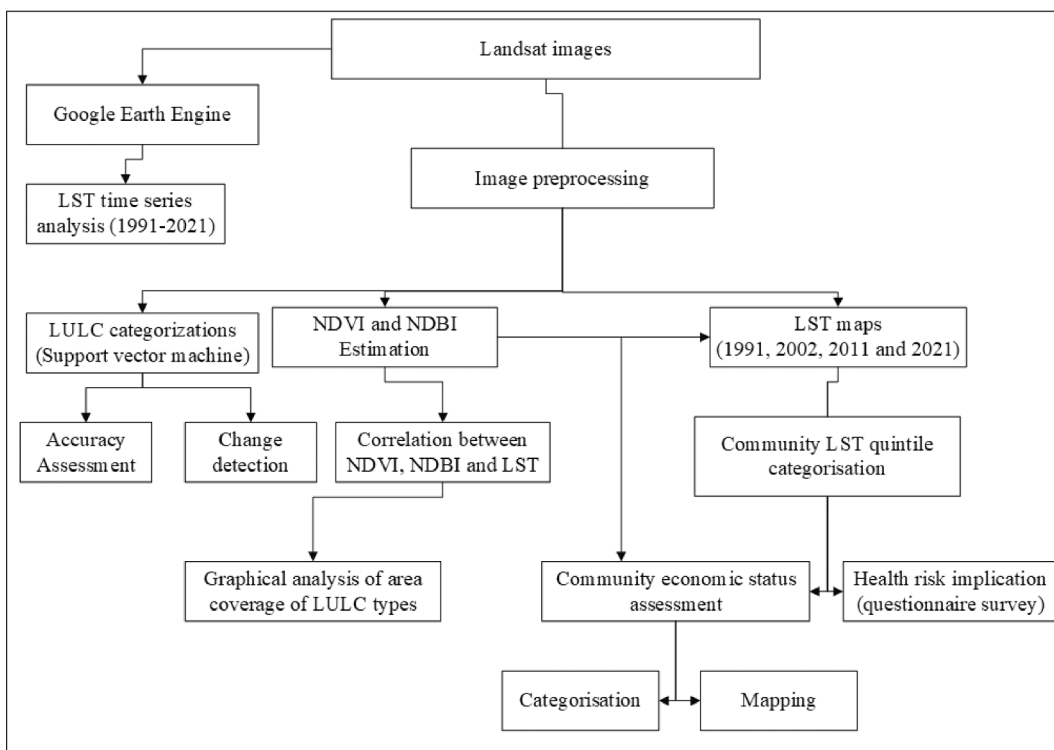 Landsat images
Google Earth Engine
Image preprocessing
LST time series
analysis (1991-2021)
LULC categorizations
(Support vector machine)
NDVI and NDBI
Estimation
LST maps
(1991, 2002, 2011 and 2021)
Accuracy
Assessment
Change
detection
Correlation between
NDVI, NDBI and LST
Community LST quintile
categorisation
Graphical analysis of area
coverage of LULC types
Community economic status
assessment
Health risk implication
(questionnaire survey)
Categorisation
Mapping